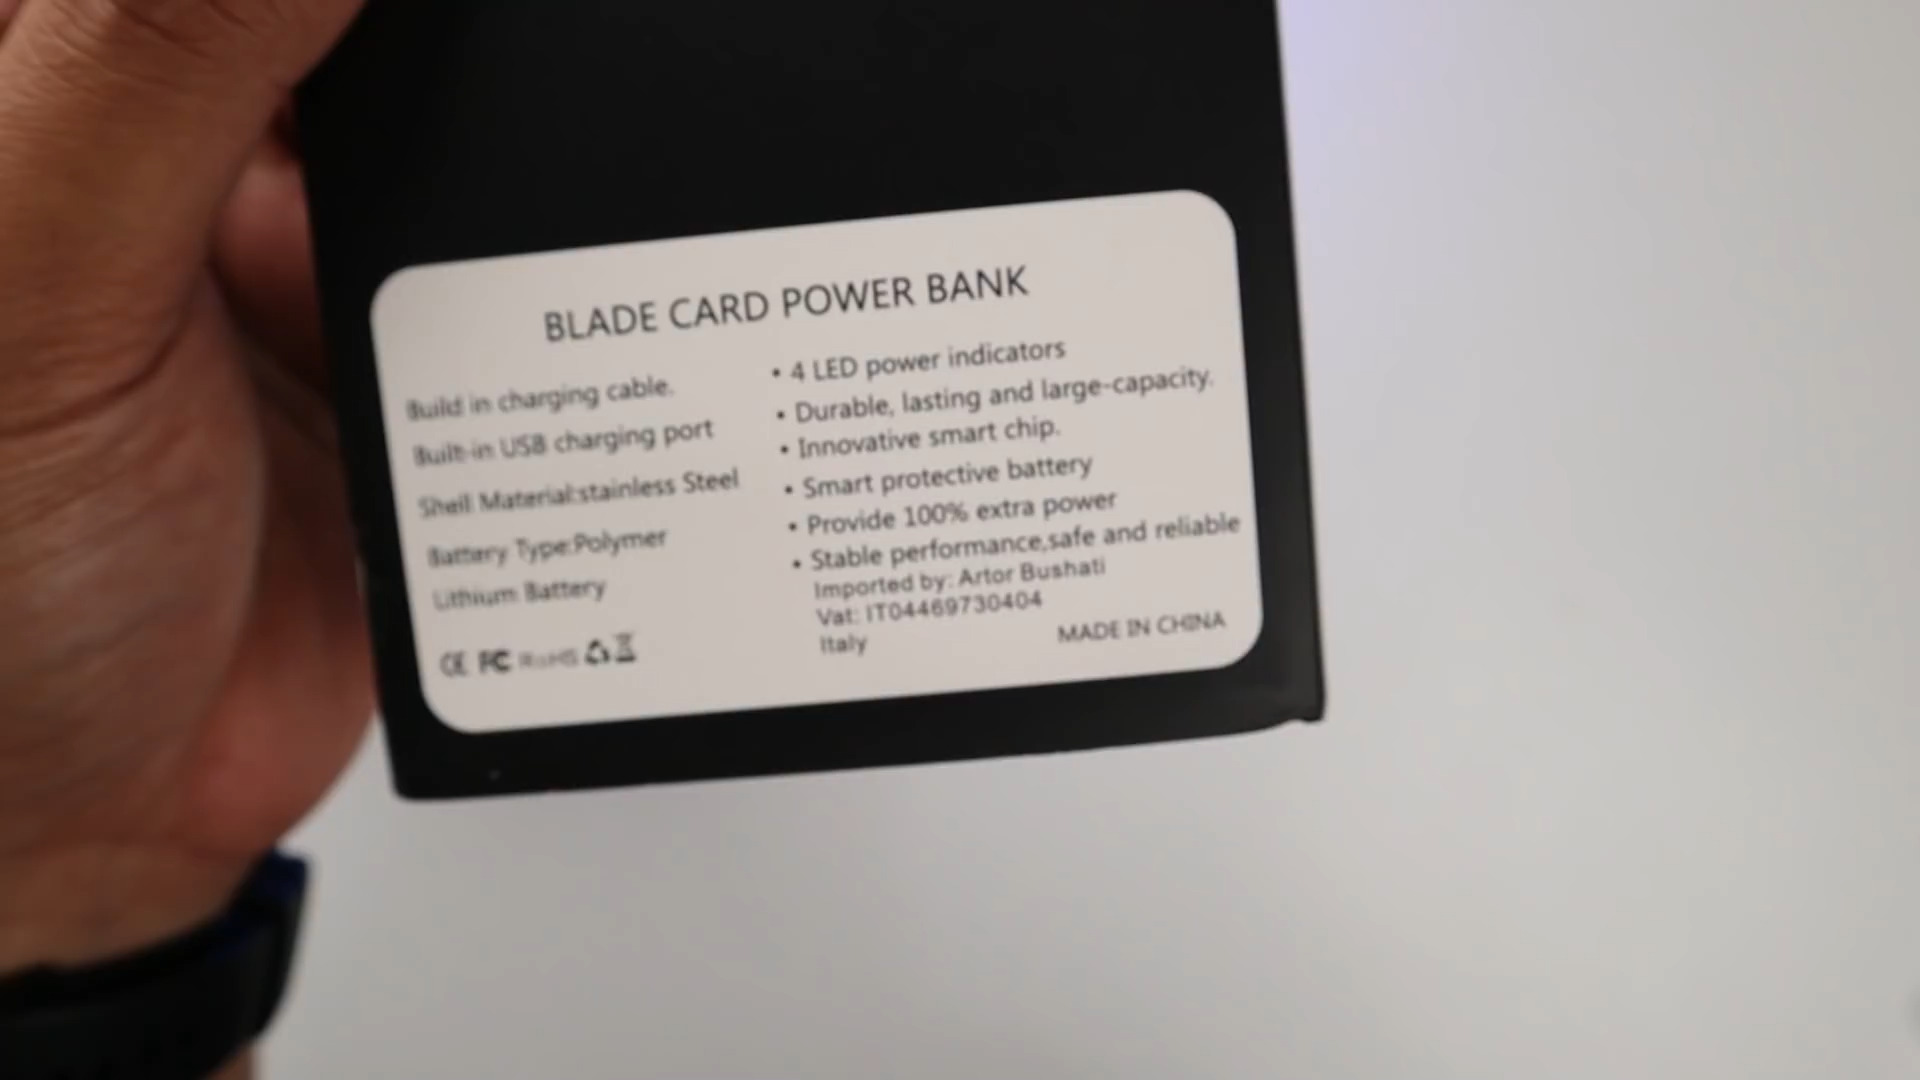 BLADE CARD POWER BANK
Build in charging cable.
Built-in USB charging port
Shell Material:stainless Steel
Battery Type:Polymer
Lithium Battery
CE FC RoHS
• 4 LED power indicators
• Durable, lasting and large-capacity.
• Innovative smart chip.
• Smart protective battery
• Provide 100% extra power
• Stable performance,safe and reliable
Imported by: Artor Bushati
Vat: IT04469730404
Italy
MADE IN CHINA